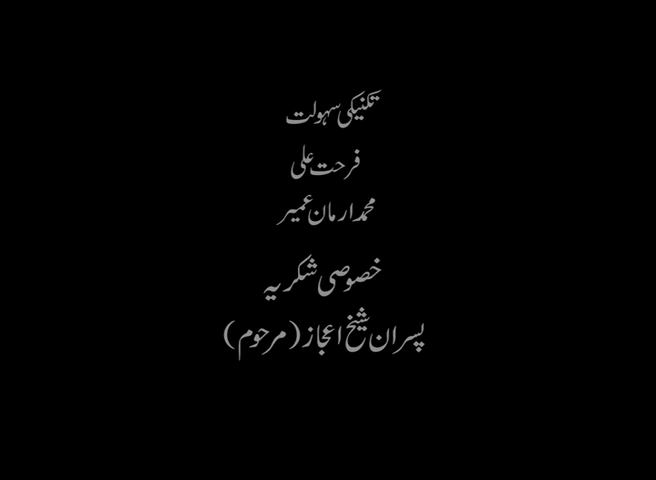 تکنیکی سہولت
فرحت علی
محمد ارمان عمیر
خصوصی شکریہ
پسران شیخ اعجاز (مرحوم)